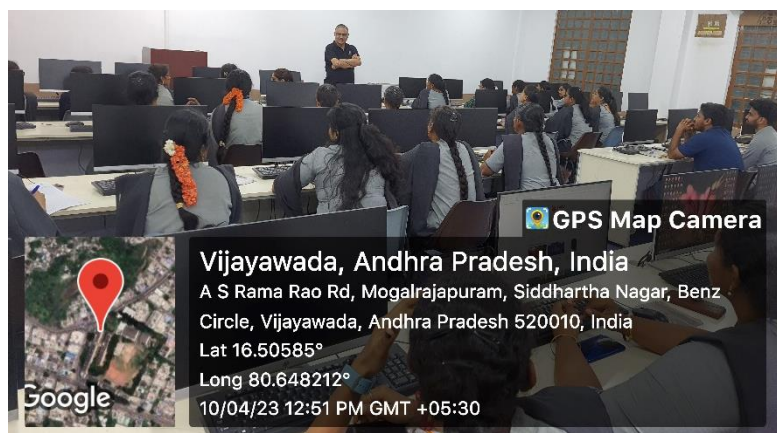 GPS Map Camera
Vijayawada, Andhra Pradesh, India
A S Rama Rao Rd, Mogalrajapuram, Siddhartha Nagar, Benz
Circle, Vijayawada, Andhra Pradesh 520010, India
Lat 16.50585°
Long 80.648212°
10/04/23 12:51 PM GMT +05:30
Google